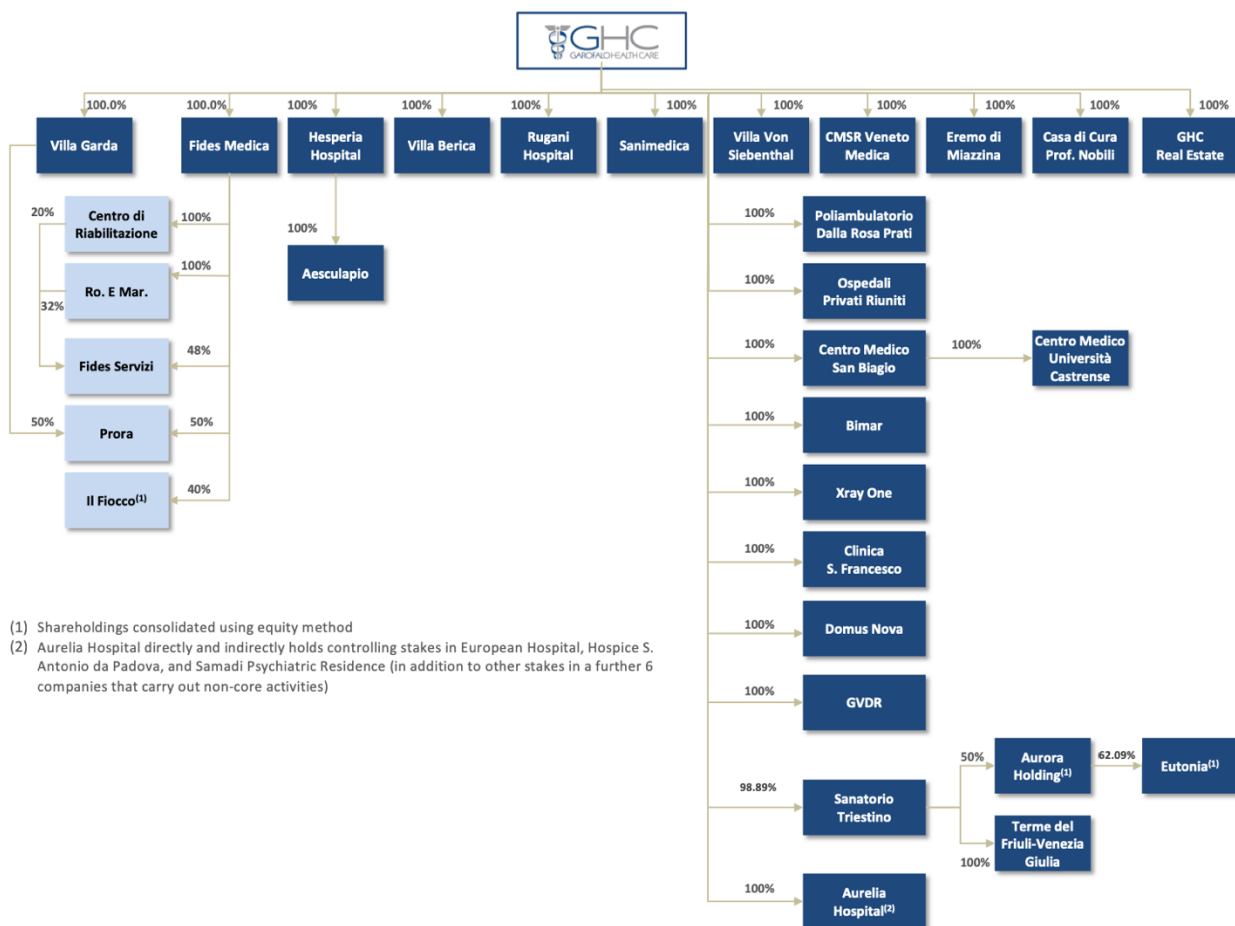 GHC
GAROFALO HEALTH CARE
100.0%
100.0%
100%
100%
100%
100%
100%
100%
100%
100%
100%
Villa Garda
Fides Medica
Hesperia
Hospital
Villa Berica
Rugani
Hospital
Sanimedica
Villa Von
Siebenthal
CMSR Veneto
Medica
Eremo di
Miazzina
Casa di Cura
Prof. Nobili
GHC
Real Estate
20%
Centro di
Riabilitazione
100%
100%
Ro. E Mar.
32%
100%
Aesculapio
Fides Servizi
48%
50%
Prora
50%
Il Fiocco(1)
40%
100%
Poliambulatorio
Dalla Rosa Prati
100%
Ospedali
Privati Riuniti
100%
Centro Medico
San Biagio
100%
Centro Medico
Università
Castrense
100%
Bimar
100%
Xray One
100%
Clinica
S. Francesco
100%
Domus Nova
100%
GVDR
98.89%
Sanatorio
Triestino
50%
Aurora
Holding(1)
62.09%
Eutonia(1)
100%
Terme del
Friuli-Venezia
Giulia
100%
Aurelia
Hospital(2)
(1) Shareholdings consolidated using equity method
(2) Aurelia Hospital directly and indirectly holds controlling stakes in European Hospital, Hospice S.
Antonio da Padova, and Samadi Psychiatric Residence (in addition to other stakes in a further 6
companies that carry out non-core activities)